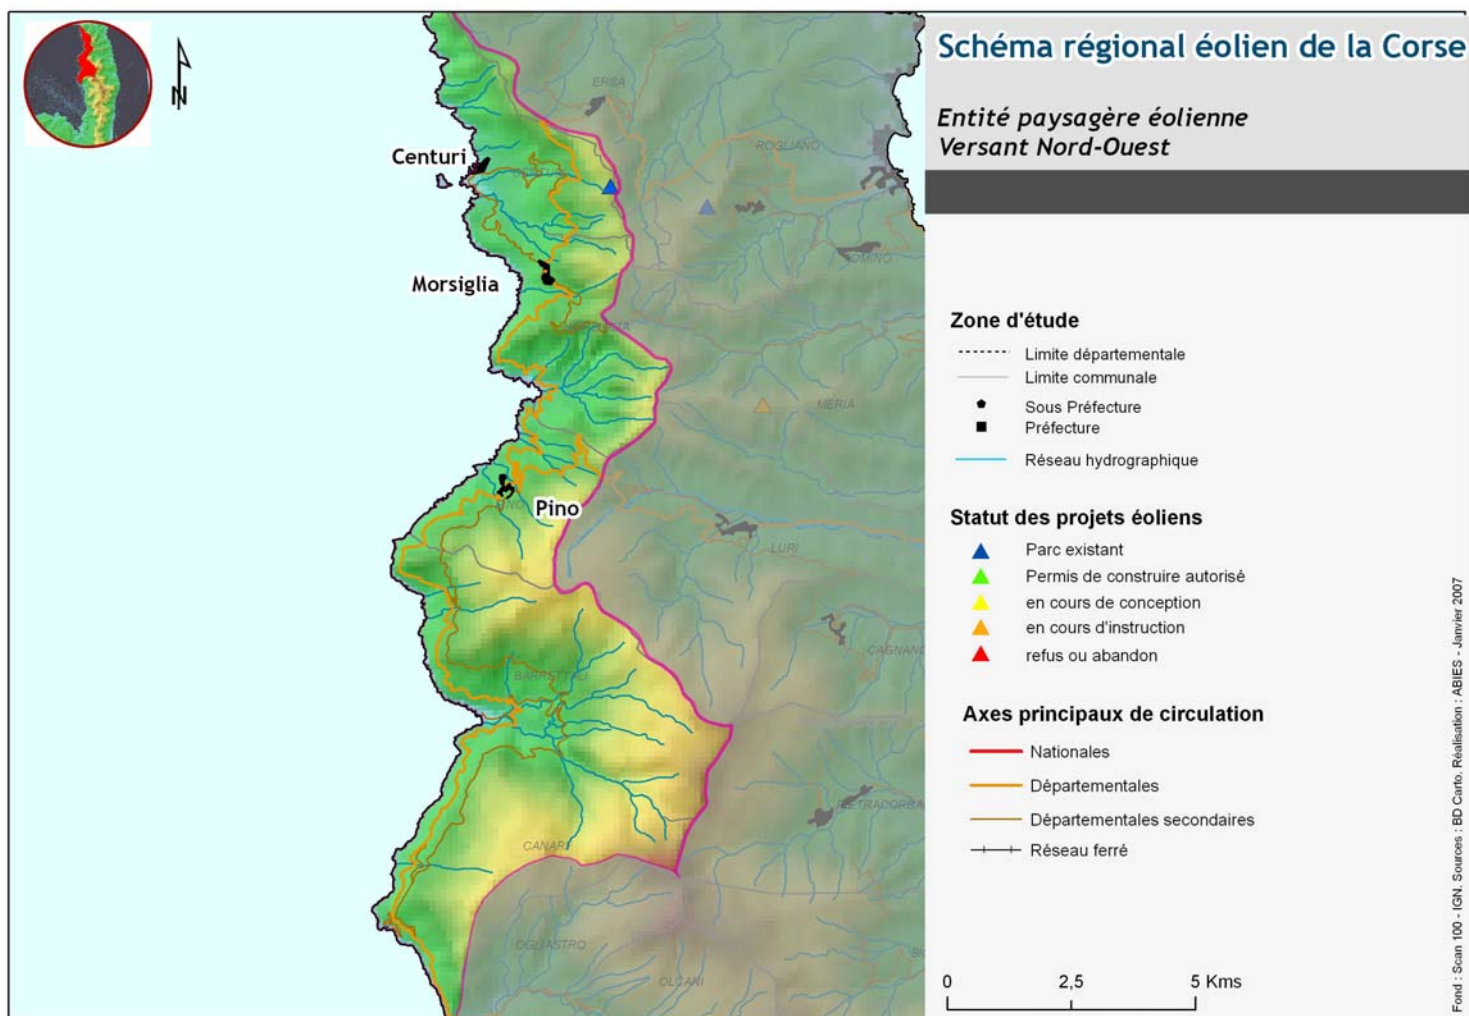 Schéma régional éolien de la Corse
Entité paysagère éolienne
Versant Nord-Ouest
N
ERSA
ROGLIANO
Centuri
Morsiglia
MERIA
Pino
LURI
BARRETTALI
CANARI
OGLIASTRO
OLCANI
Zone d'étude
Limite départementale
Limite communale
Sous Préfecture
Préfecture
Réseau hydrographique
Statut des projets éoliens
Parc existant
Permis de construire autorisé
en cours de conception
en cours d'instruction
refus ou abandon
Axes principaux de circulation
Nationales
Départementales
Départementales secondaires
Réseau ferré
0 2,5 5 Kms
Fond : Scan 100 - IGN. Sources : BD Carto. Réalisation : ABIES - Janvier 2007